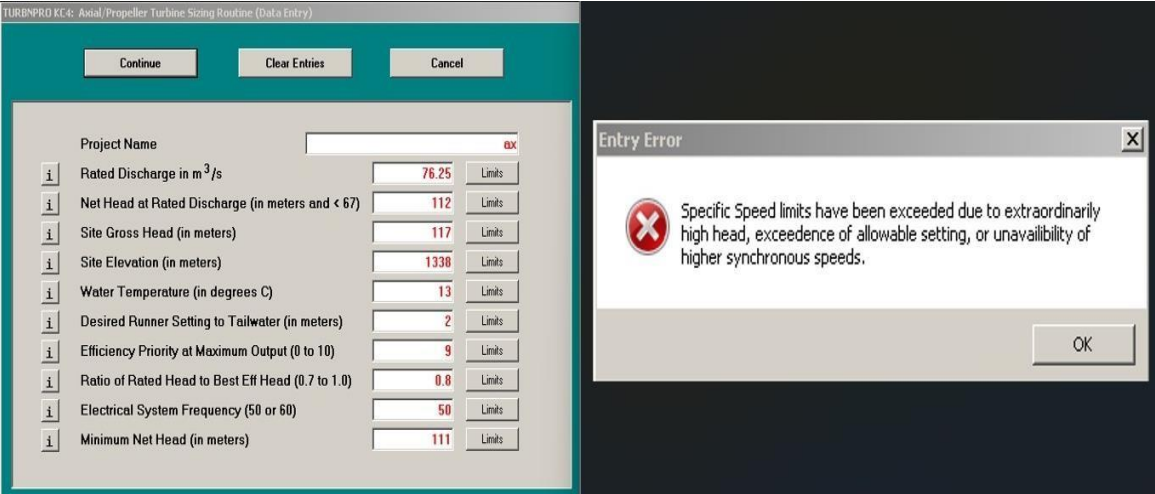 TURBNPRO KC4: Axial/Propeller Turbine Sizing Routine (Data Entry)
Continue Clear Entries Cancel
Project Name ax
i Rated Discharge in m3/s 76.25 Limits
i Net Head at Rated Discharge (in meters and < 67) 112 Limits
i Site Gross Head (in meters) 117 Limits
i Site Elevation (in meters) 1338 Limits
i Water Temperature (in degrees C) 13 Limits
i Desired Runner Setting to Tailwater (in meters) 2 Limits
i Efficiency Priority at Maximum Output (0 to 10) 9 Limits
i Ratio of Rated Head to Best Eff Head (0.7 to 1.0) 0.8 Limits
i Electrical System Frequency (50 or 60) 50 Limits
i Minimum Net Head (in meters) 111 Limits
Entry Error
Specific Speed limits have been exceeded due to extraordinarily
high head, exceedence of allowable setting, or unavailibility of
higher synchronous speeds.
OK